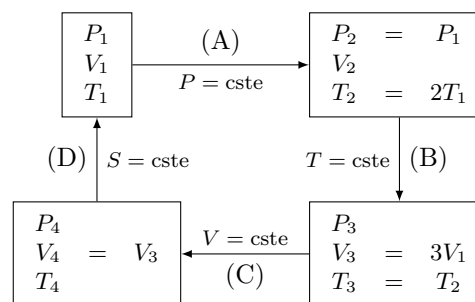 P₁
V₁
T₁
(A)
P = cste
P₂ = P₁
V₂
T₂ = 2T₁
T = cste (B)
P₃
V₃ = 3V₁
T₃ = T₂
V = cste
(C)
P₄
V₄ = V₃
T₄
(D) S = cste